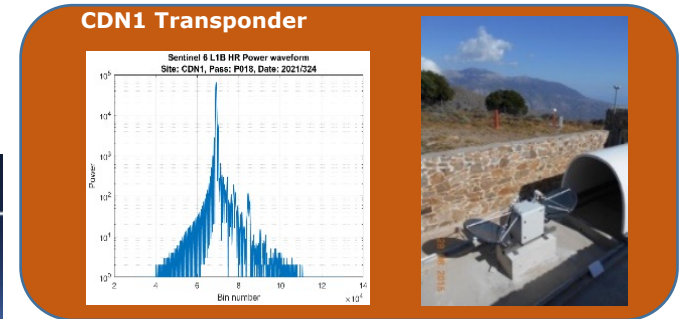 CDN1 Transponder
Sentinel 6 L1B HR Power waveform
Site: CDN1, Pass: P018, Date: 2021/324
10^5
10^4
10^3
10^2
10^1
10^0
Power
2 4 6 8 10 12 14
Bin number
×10^4